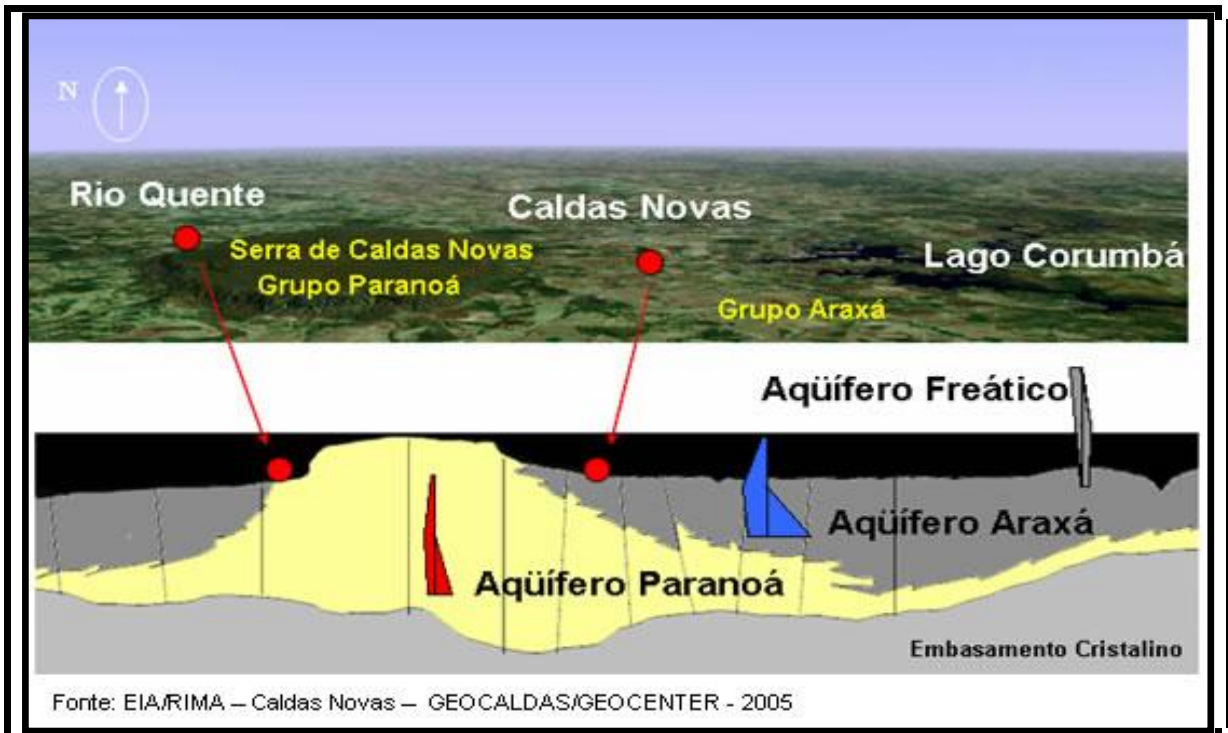 N
Rio Quente
Caldas Novas
Serra de Caldas Novas
Grupo Paranoá
Lago Corumbá
Grupo Araxá
Aqüífero Freático
Aqüífero Araxá
Aqüífero Paranoá
Embasamento Cristalino
Fonte: EIA/RIMA – Caldas Novas – GEOCALDAS/GEOCENTER - 2005